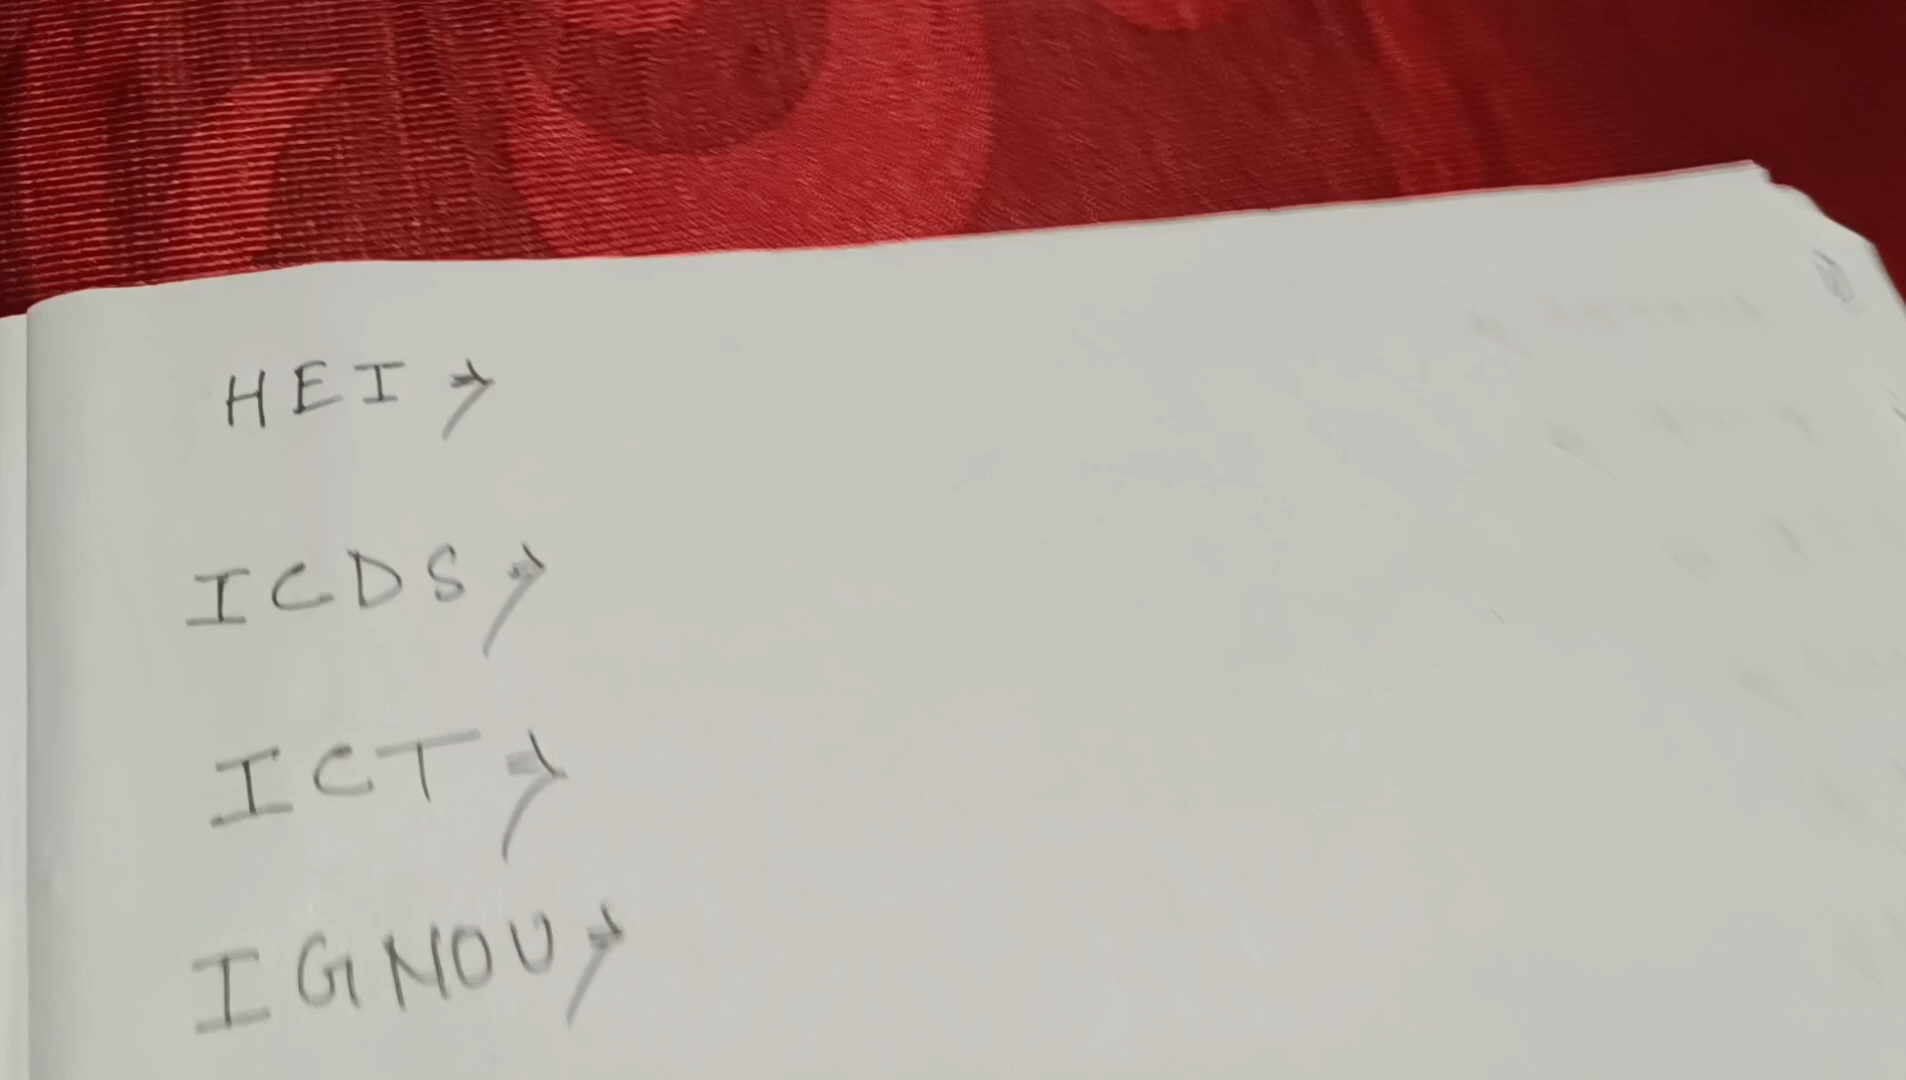 HEI →
ICDS →
ICT →
IGNOU →